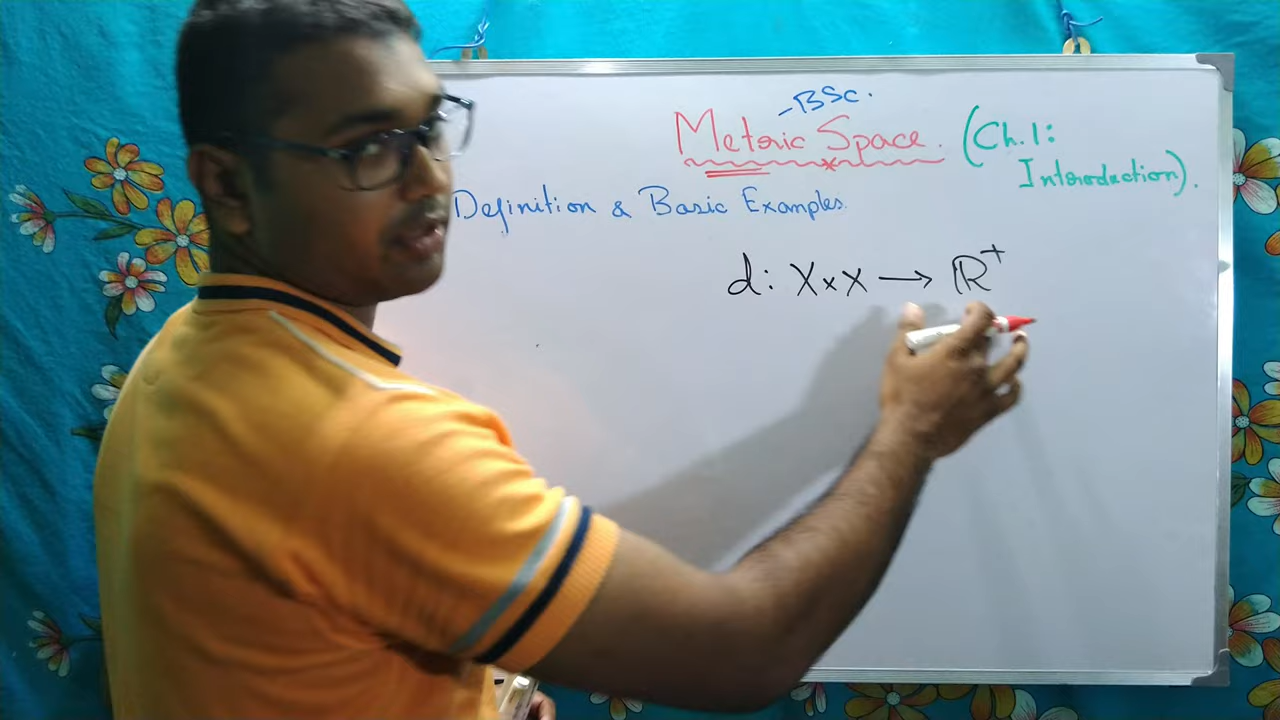 -BSc.
Metric Space. (Ch.1:
Introduction).
Definition & Basic Examples.
d: X×X → ℝ⁺